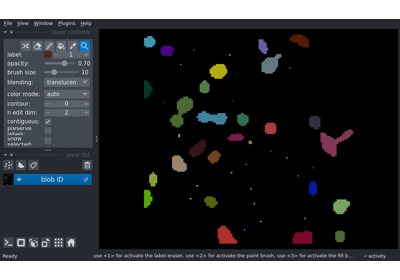 File View Window Plugins Help
layer controls
label: 1
opacity: 0.70
brush size: 10
blending: translucen
color mode: auto
contour: 0
n edit dim: 2
contiguous:
preserve labels:
show selected:
layer list
blob ID
Ready use <1> for activate the label eraser, use <2> for activate the paint brush, use <3> for activate the fill b... activity